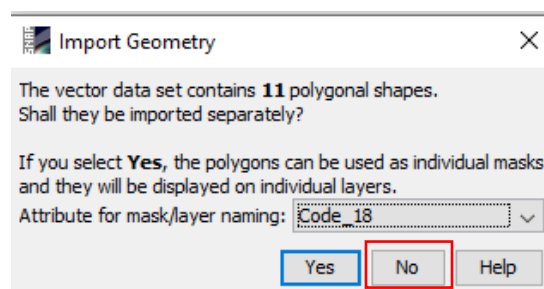 SNAP
Import Geometry
The vector data set contains 11 polygonal shapes.
Shall they be imported separately?
If you select Yes, the polygons can be used as individual masks
and they will be displayed on individual layers.
Attribute for mask/layer naming: Code_18
Yes No Help